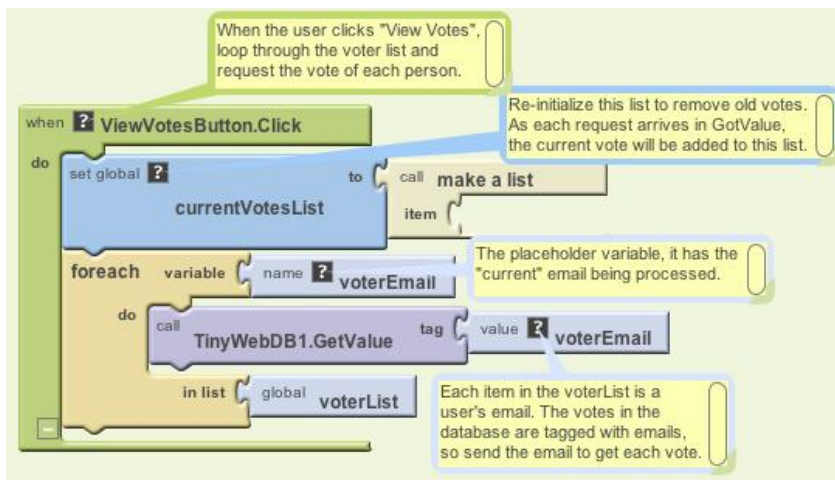 When the user clicks "View Votes",
loop through the voter list and
request the vote of each person.
Re-initialize this list to remove old votes.
As each request arrives in GotValue,
the current vote will be added to this list.
when ? ViewVotesButton.Click
do
set global ? to
currentVotesList
call make a list
item
The placeholder variable, it has the
"current" email being processed.
foreach variable name ? voterEmail
do
call
TinyWebDB1.GetValue tag value ? voterEmail
in list global voterList
Each item in the voterList is a
user's email. The votes in the
database are tagged with emails,
so send the email to get each vote.